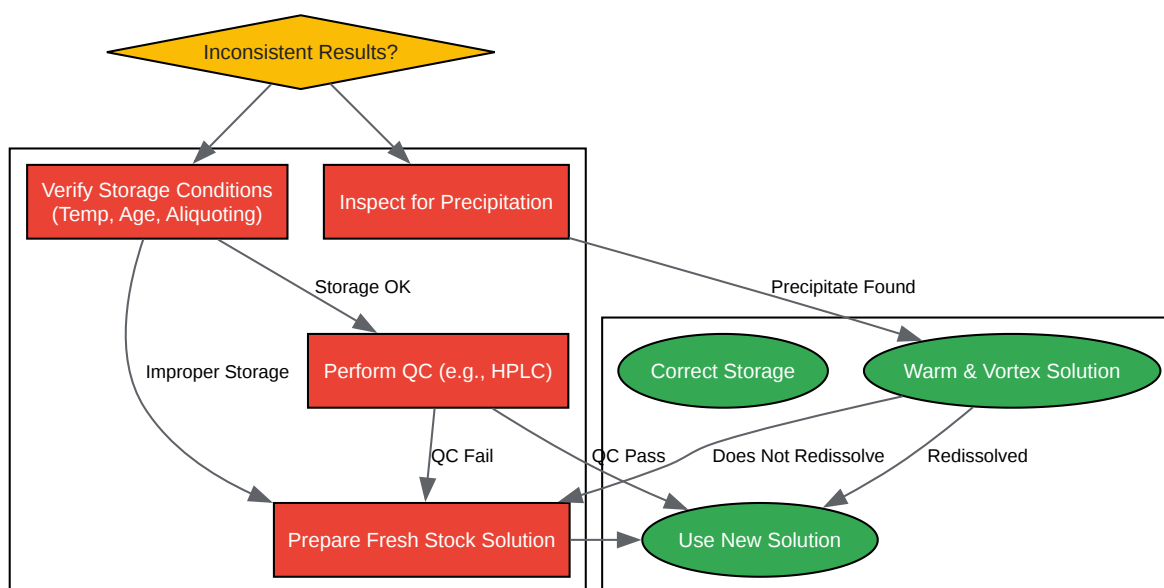 Inconsistent Results?
Verify Storage Conditions
(Temp, Age, Aliquoting)
Inspect for Precipitation
Storage OK
Precipitate Found
Improper Storage
Perform QC (e.g., HPLC)
Correct Storage
Warm & Vortex Solution
QC Fail
QC Pass
Does Not Redissolve
Redissolved
Prepare Fresh Stock Solution
Use New Solution